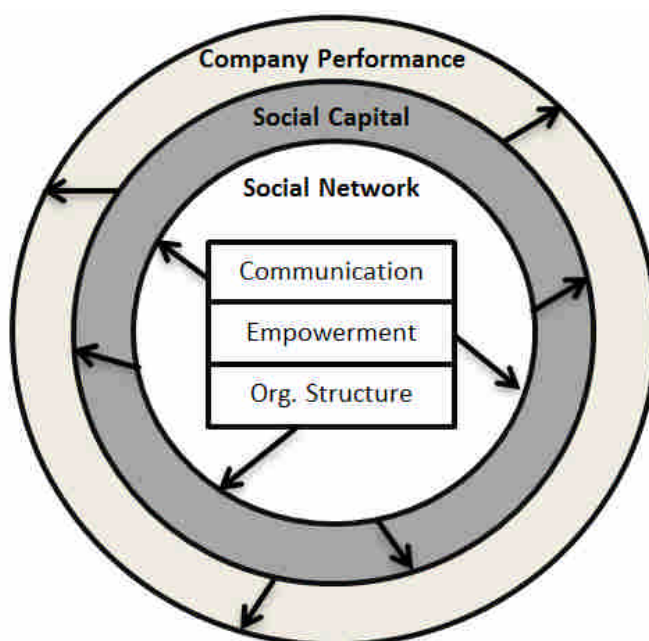 Company Performance
Social Capital
Social Network
Communication
Empowerment
Org. Structure